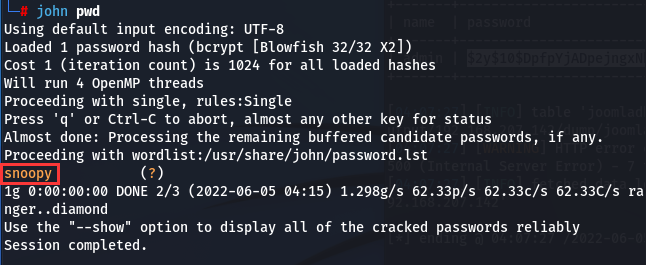 # john pwd
Using default input encoding: UTF-8
Loaded 1 password hash (bcrypt [Blowfish 32/32 X2])
Cost 1 (iteration count) is 1024 for all loaded hashes
Will run 4 OpenMP threads
Proceeding with single, rules:Single
Press 'q' or Ctrl-C to abort, almost any other key for status
Almost done: Processing the remaining buffered candidate passwords, if any.
Proceeding with wordlist:/usr/share/john/password.lst
snoopy (?)
1g 0:00:00:00 DONE 2/3 (2022-06-05 04:15) 1.298g/s 62.33p/s 62.33c/s 62.33C/s ra
nger..diamond
Use the "--show" option to display all of the cracked passwords reliably
Session completed.
| name | password